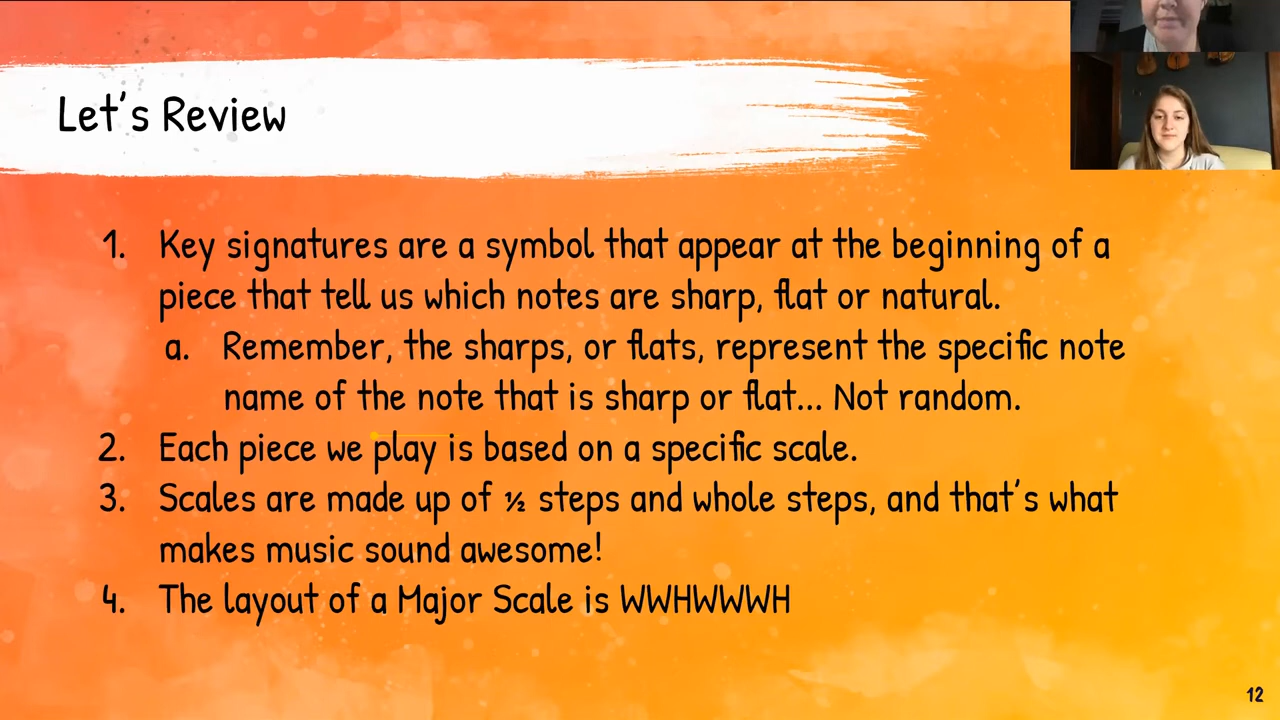 Let's Review
1. Key signatures are a symbol that appear at the beginning of a
piece that tell us which notes are sharp, flat or natural.
a. Remember, the sharps, or flats, represent the specific note
name of the note that is sharp or flat... Not random.
2. Each piece we play is based on a specific scale.
3. Scales are made up of ½ steps and whole steps, and that's what
makes music sound awesome!
4. The layout of a Major Scale is WWHWWWH
12